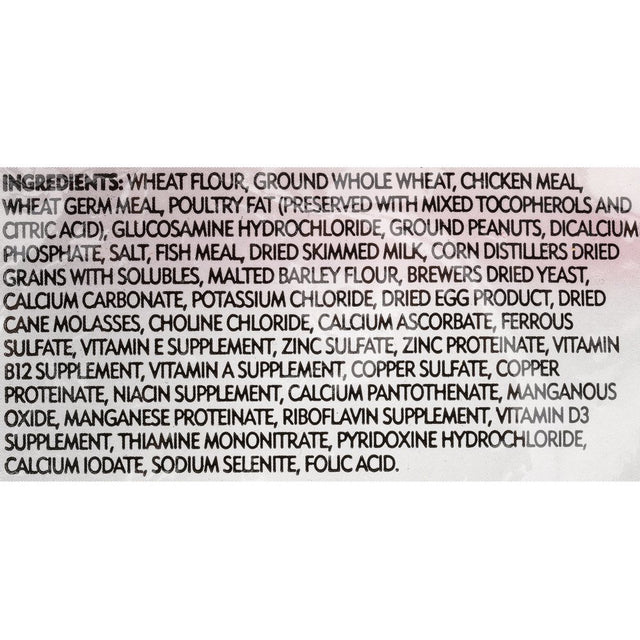 INGREDIENTS: WHEAT FLOUR, GROUND WHOLE WHEAT, CHICKEN MEAL,
WHEAT GERM MEAL, POULTRY FAT (PRESERVED WITH MIXED TOCOPHEROLS AND
CITRIC ACID), GLUCOSAMINE HYDROCHLORIDE, GROUND PEANUTS, DICALCIUM
PHOSPHATE, SALT, FISH MEAL, DRIED SKIMMED MILK, CORN DISTILLERS DRIED
GRAINS WITH SOLUBLES, MALTED BARLEY FLOUR, BREWERS DRIED YEAST,
CALCIUM CARBONATE, POTASSIUM CHLORIDE, DRIED EGG PRODUCT, DRIED
CANE MOLASSES, CHOLINE CHLORIDE, CALCIUM ASCORBATE, FERROUS
SULFATE, VITAMIN E SUPPLEMENT, ZINC SULFATE, ZINC PROTEINATE, VITAMIN
B12 SUPPLEMENT, VITAMIN A SUPPLEMENT, COPPER SULFATE, COPPER
PROTEINATE, NIACIN SUPPLEMENT, CALCIUM PANTOTHENATE, MANGANOUS
OXIDE, MANGANESE PROTEINATE, RIBOFLAVIN SUPPLEMENT, VITAMIN D3
SUPPLEMENT, THIAMINE MONONITRATE, PYRIDOXINE HYDROCHLORIDE,
CALCIUM IODATE, SODIUM SELENITE, FOLIC ACID.